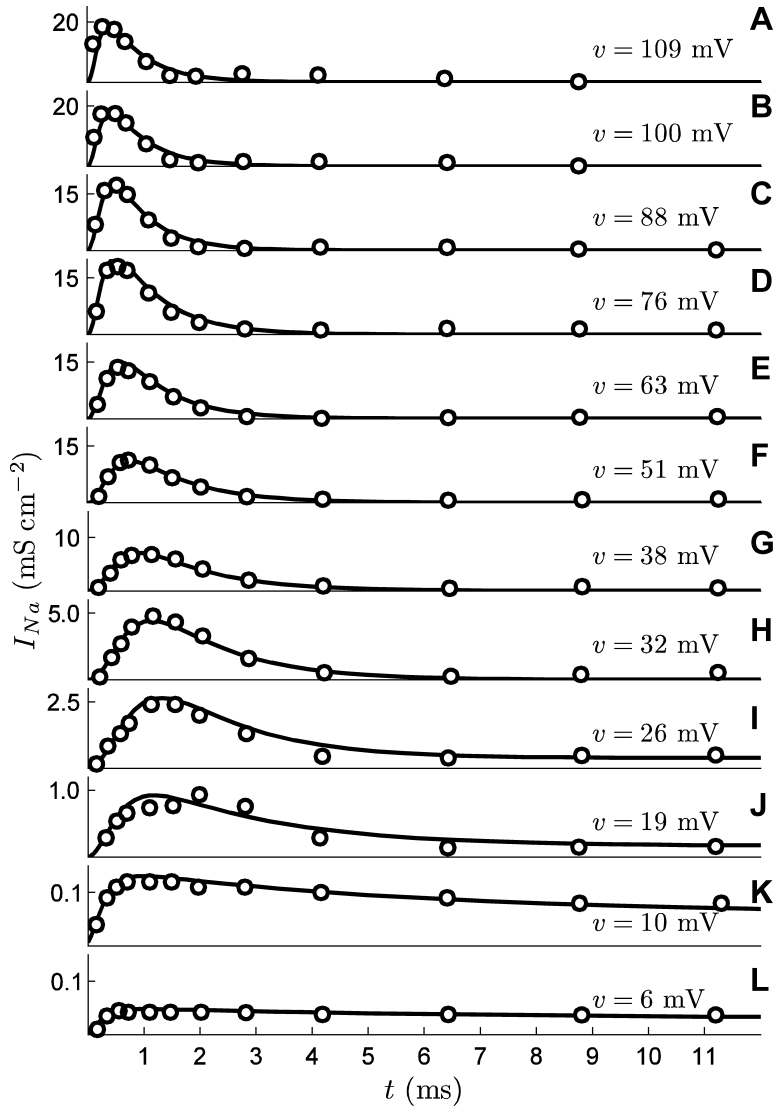 20
A
v = 109 mV
20
B
v = 100 mV
15
C
v = 88 mV
15
D
v = 76 mV
15
E
v = 63 mV
15
F
v = 51 mV
10
G
v = 38 mV
5.0
H
v = 32 mV
2.5
I
v = 26 mV
1.0
J
v = 19 mV
0.1
K
v = 10 mV
0.1
L
v = 6 mV
I_{Na} (mS cm⁻²)
1 2 3 4 5 6 7 8 9 10 11
t (ms)